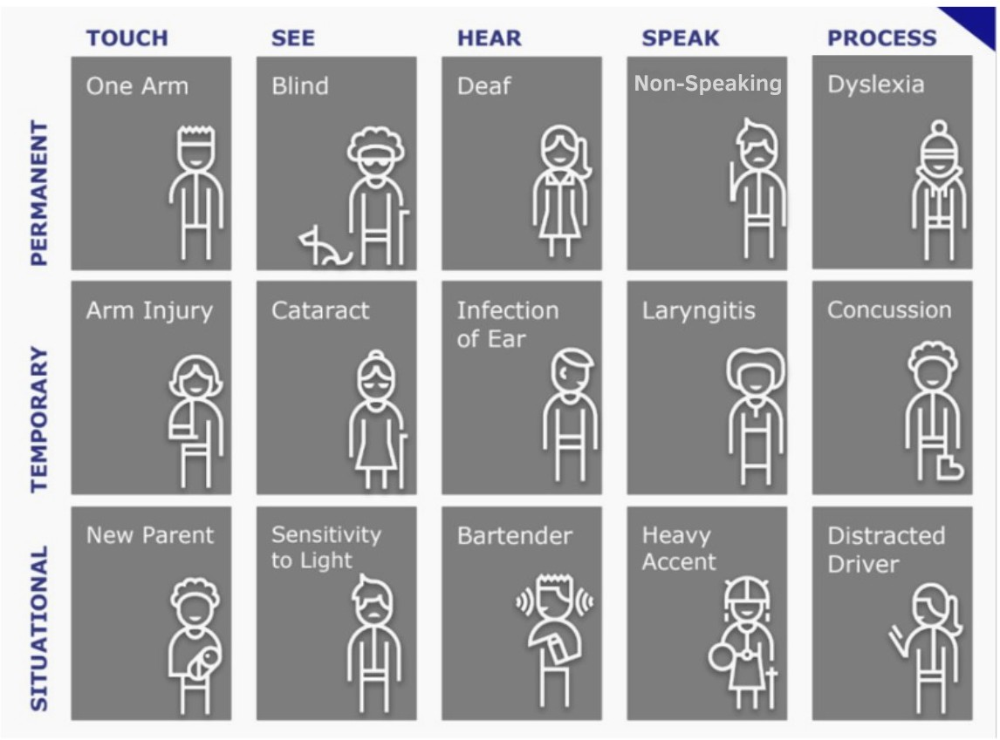 TOUCH
SEE
HEAR
SPEAK
PROCESS
PERMANENT
One Arm
Blind
Deaf
Non-Speaking
Dyslexia
TEMPORARY
Arm Injury
Cataract
Infection
of Ear
Laryngitis
Concussion
SITUATIONAL
New Parent
Sensitivity
to Light
Bartender
Heavy
Accent
Distracted
Driver